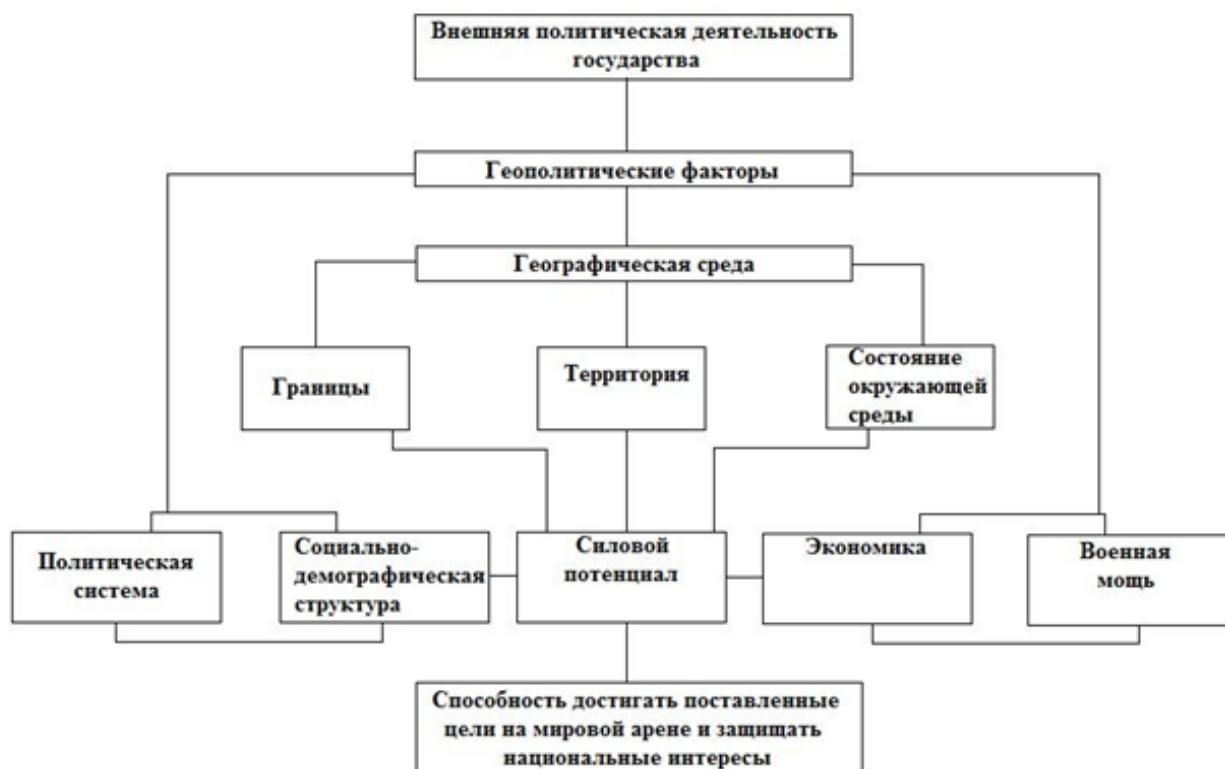 Внешняя политическая деятельность
государства
Геополитические факторы
Географическая среда
Границы
Территория
Состояние
окружающей
среды
Политическая
система
Социально-
демографическая
структура
Силовой
потенциал
Экономика
Военная
мощь
Способность достигать поставленные
цели на мировой арене и защищать
национальные интересы